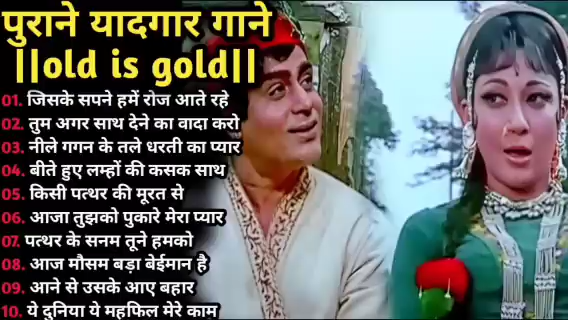 पुराने यादगार गाने
||old is gold||
01. जिसके सपने हमें रोज आते रहे
02. तुम अगर साथ देने का वादा करो
03. नीले गगन के तले धरती का प्यार
04. बीते हुए लम्हों की कसक साथ
05. किसी पत्थर की मूरत से
06. आजा तुझको पुकारे मेरा प्यार
07. पत्थर के सनम तूने हमको
08. आज मौसम बड़ा बेईमान है
09. आने से उसके आए बहार
10. ये दुनिया ये महफिल मेरे काम